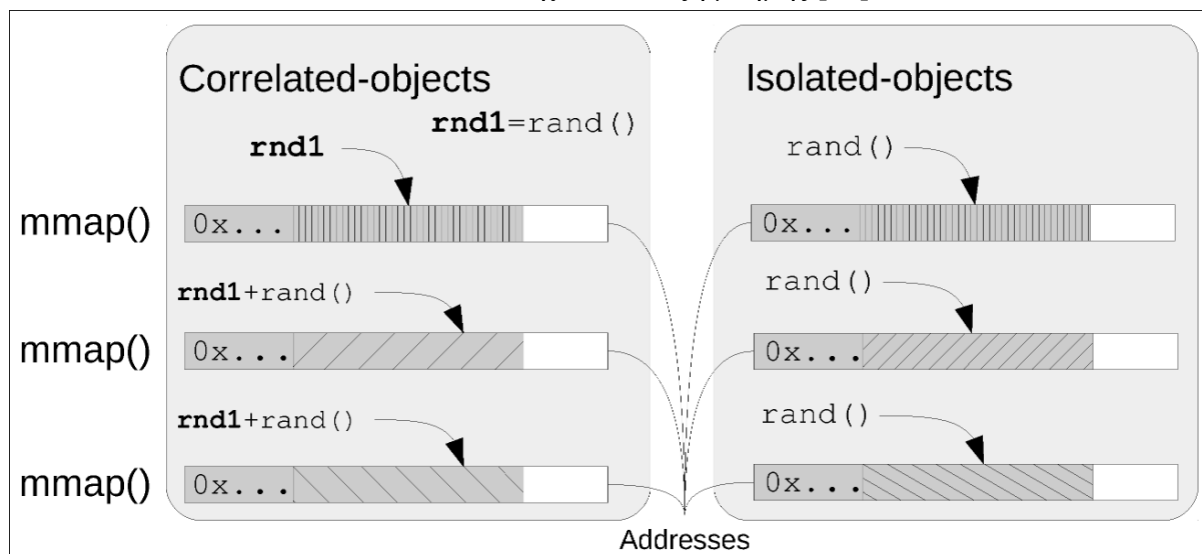 Correlated-objects
Isolated-objects
rnd1=rand()
rnd1
rand()
mmap()
0x...
0x...
rnd1+rand()
rand()
mmap()
0x...
0x...
rnd1+rand()
rand()
mmap()
0x...
0x...
Addresses